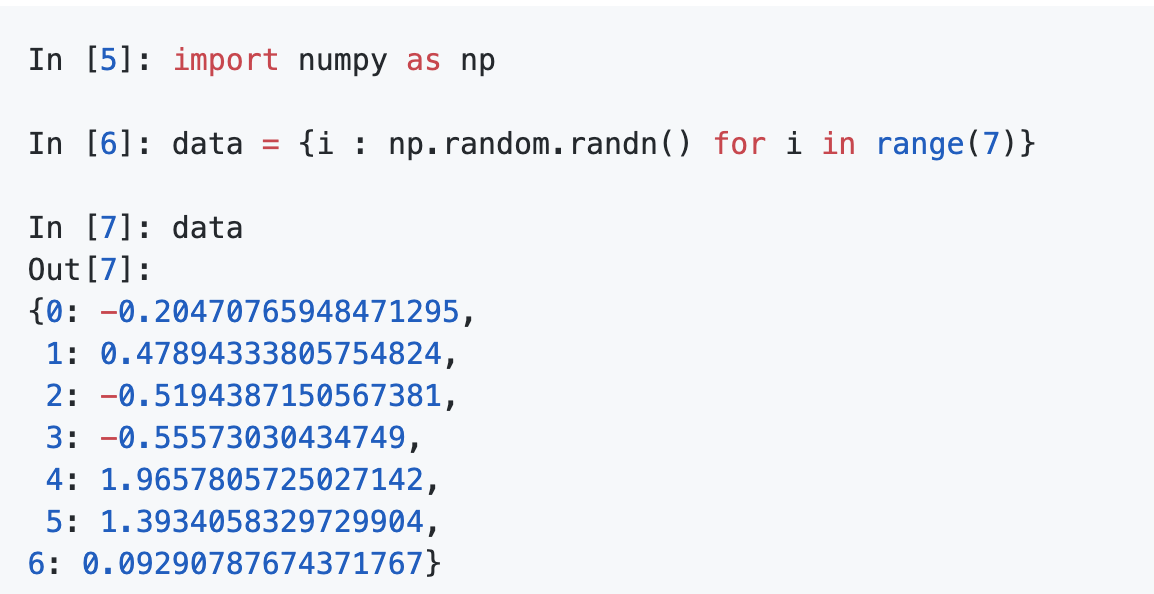 In [5]: import numpy as np
In [6]: data = {i : np.random.randn() for i in range(7)}
In [7]: data
Out[7]:
{0: −0.20470765948471295,
1: 0.47894333805754824,
2: −0.5194387150567381,
3: −0.55573030434749,
4: 1.9657805725027142,
5: 1.3934058329729904,
6: 0.09290787674371767}